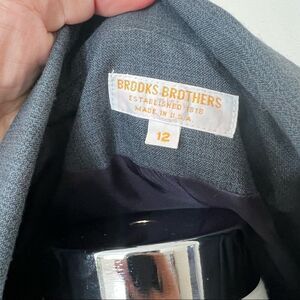 BROOKS BROTHERS
ESTABLISHED 1818
MADE IN U.S.A.
12